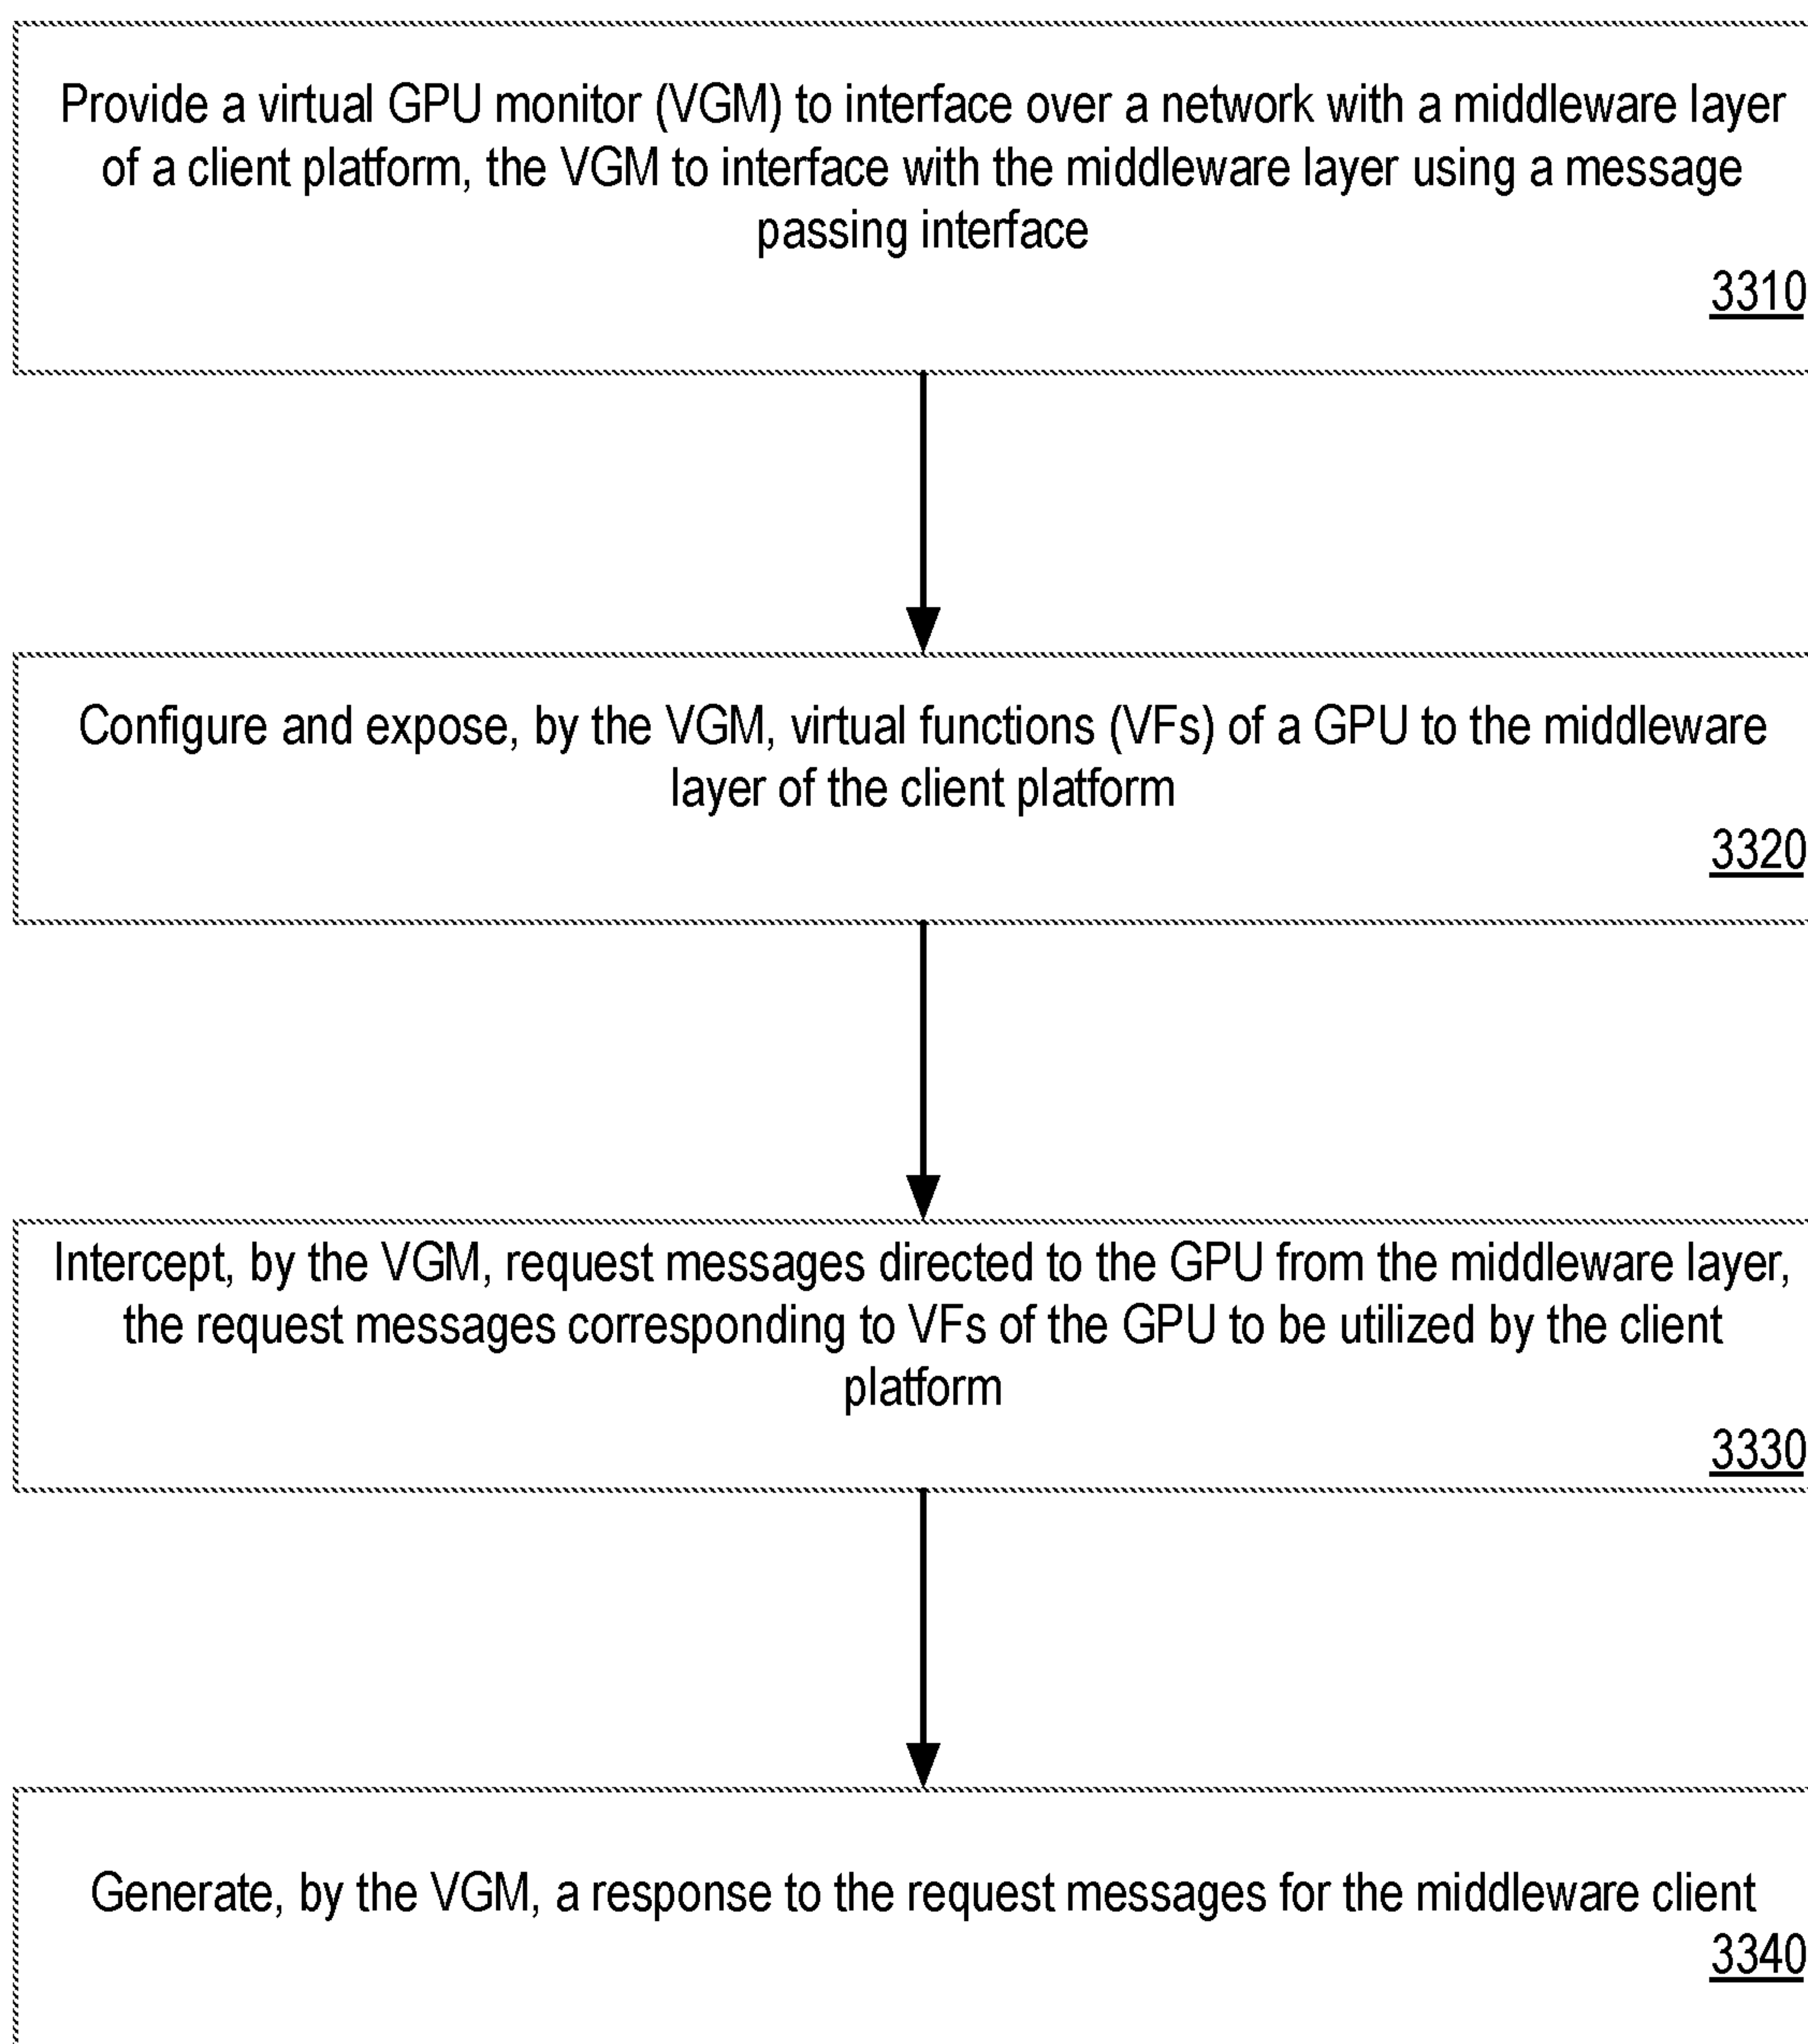 Provide a virtual GPU monitor (VGM) to interface over a network with a middleware layer
of a client platform, the VGM to interface with the middleware layer using a message
passing interface
3310
Configure and expose, by the VGM, virtual functions (VFs) of a GPU to the middleware
layer of the client platform
3320
Intercept, by the VGM, request messages directed to the GPU from the middleware layer,
the request messages corresponding to VFs of the GPU to be utilized by the client
platform
3330
Generate, by the VGM, a response to the request messages for the middleware client
3340